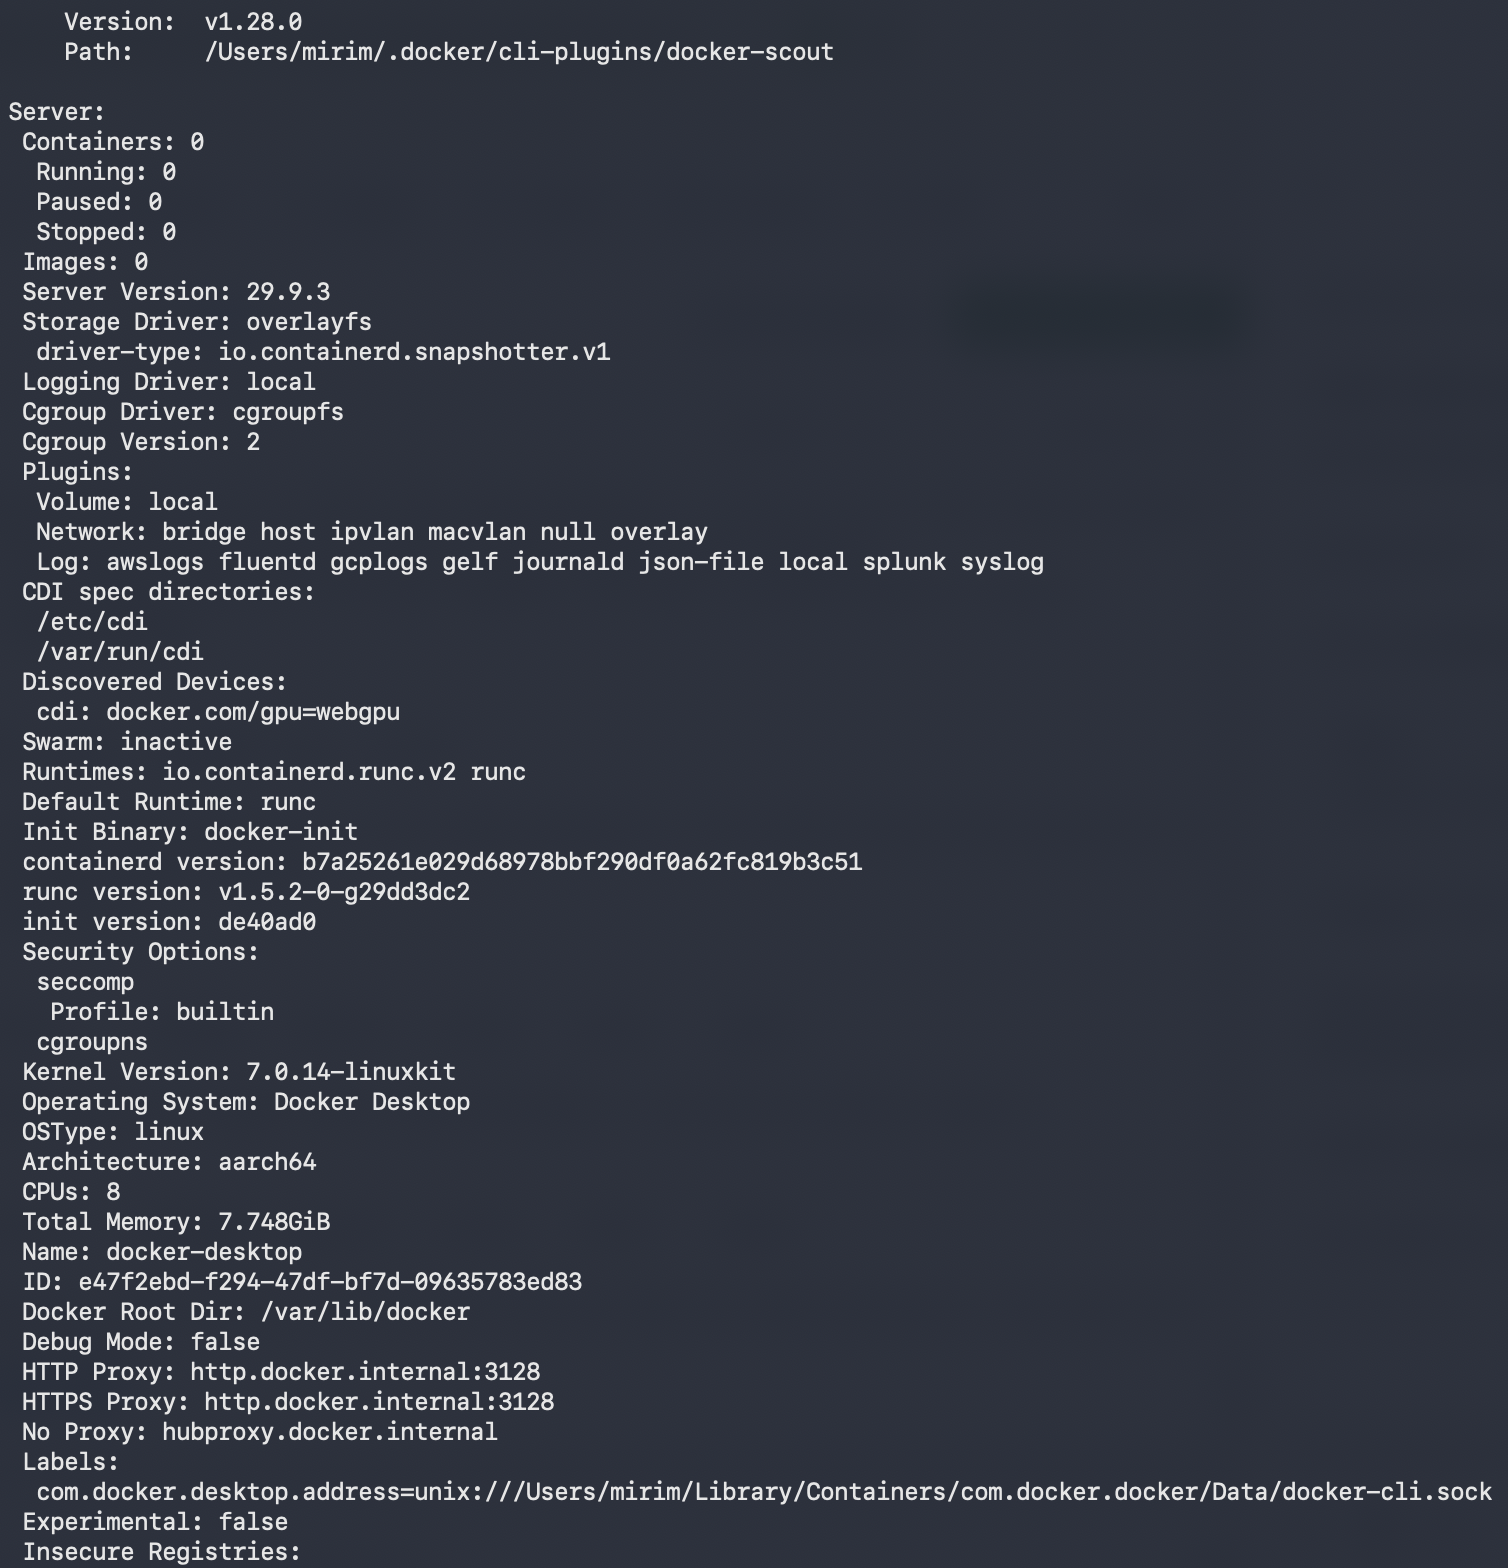 Version:  v1.28.0
Path:     /Users/mirim/.docker/cli-plugins/docker-scout
Server:
Containers: 0
Running: 0
Paused: 0
Stopped: 0
Images: 0
Server Version: 29.9.3
Storage Driver: overlayfs
driver-type: io.containerd.snapshotter.v1
Logging Driver: local
Cgroup Driver: cgroupfs
Cgroup Version: 2
Plugins:
Volume: local
Network: bridge host ipvlan macvlan null overlay
Log: awslogs fluentd gcplogs gelf journald json-file local splunk syslog
CDI spec directories:
/etc/cdi
/var/run/cdi
Discovered Devices:
cdi: docker.com/gpu=webgpu
Swarm: inactive
Runtimes: io.containerd.runc.v2 runc
Default Runtime: runc
Init Binary: docker-init
containerd version: b7a25261e029d68978bbf290df0a62fc819b3c51
runc version: v1.5.2-0-g29dd3dc2
init version: de40ad0
Security Options:
seccomp
Profile: builtin
cgroupns
Kernel Version: 7.0.14-linuxkit
Operating System: Docker Desktop
OSType: linux
Architecture: aarch64
CPUs: 8
Total Memory: 7.748GiB
Name: docker-desktop
ID: e47f2ebd-f294-47df-bf7d-09635783ed83
Docker Root Dir: /var/lib/docker
Debug Mode: false
HTTP Proxy: http.docker.internal:3128
HTTPS Proxy: http.docker.internal:3128
No Proxy: hubproxy.docker.internal
Labels:
com.docker.desktop.address=unix:///Users/mirim/Library/Containers/com.docker.docker/Data/docker-cli.sock
Experimental: false
Insecure Registries: